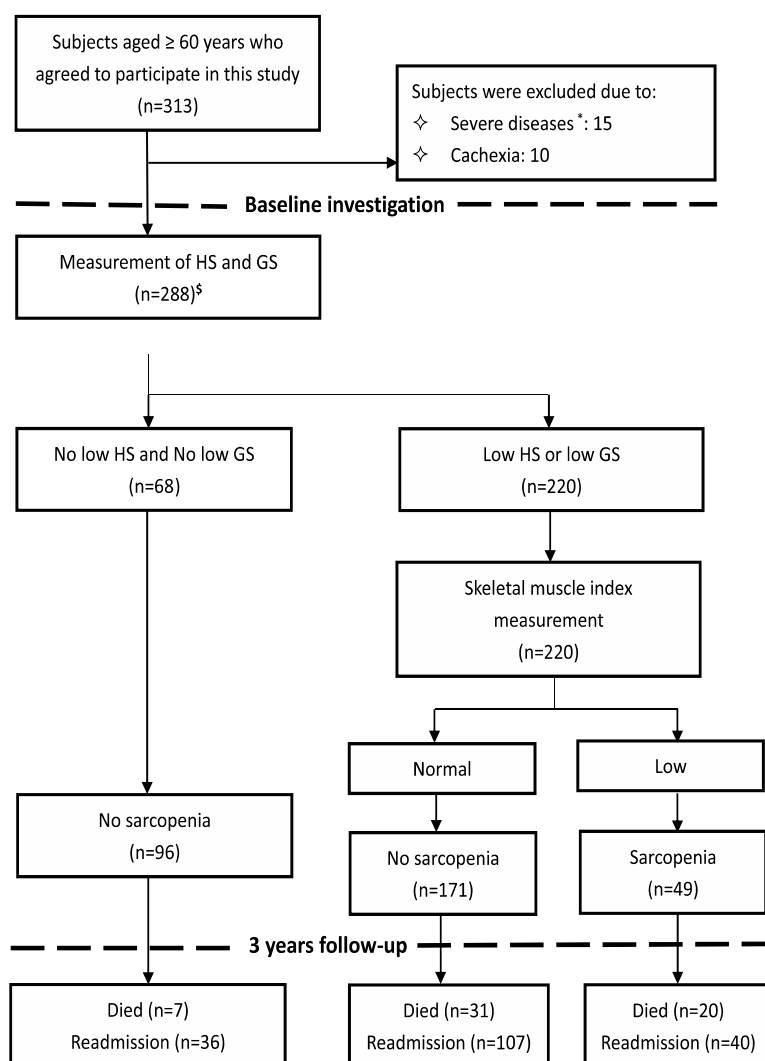 Subjects aged ≥ 60 years who
agreed to participate in this study
(n=313)
Subjects were excluded due to:
✧ Severe diseases *: 15
✧ Cachexia: 10
Baseline investigation
Measurement of HS and GS
(n=288)$
No low HS and No low GS
(n=68)
Low HS or low GS
(n=220)
Skeletal muscle index
measurement
(n=220)
Normal
Low
No sarcopenia
(n=96)
No sarcopenia
(n=171)
Sarcopenia
(n=49)
3 years follow-up
Died (n=7)
Readmission (n=36)
Died (n=31)
Readmission (n=107)
Died (n=20)
Readmission (n=40)